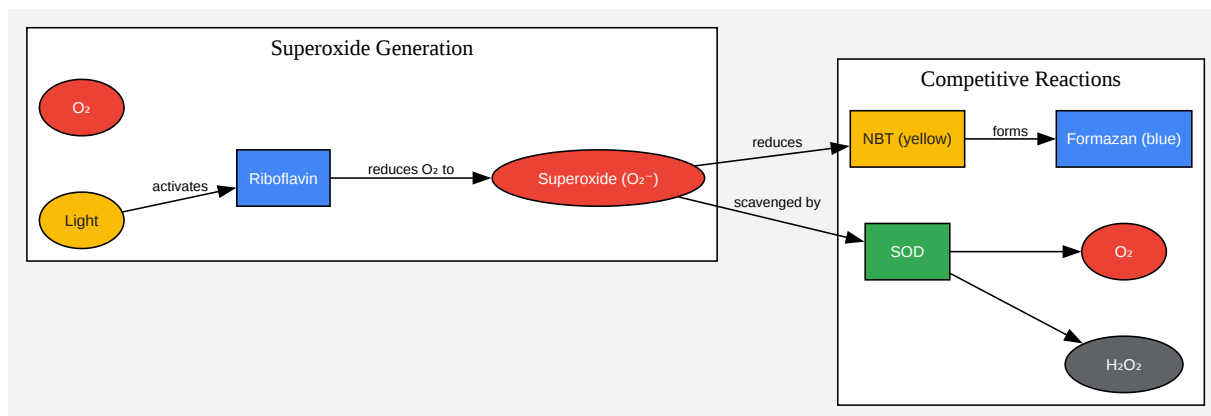 Superoxide Generation
O₂
Light
activates
Riboflavin
reduces O₂ to
Superoxide (O₂⁻)
reduces
scavenged by
Competitive Reactions
NBT (yellow)
forms
Formazan (blue)
SOD
O₂
H₂O₂